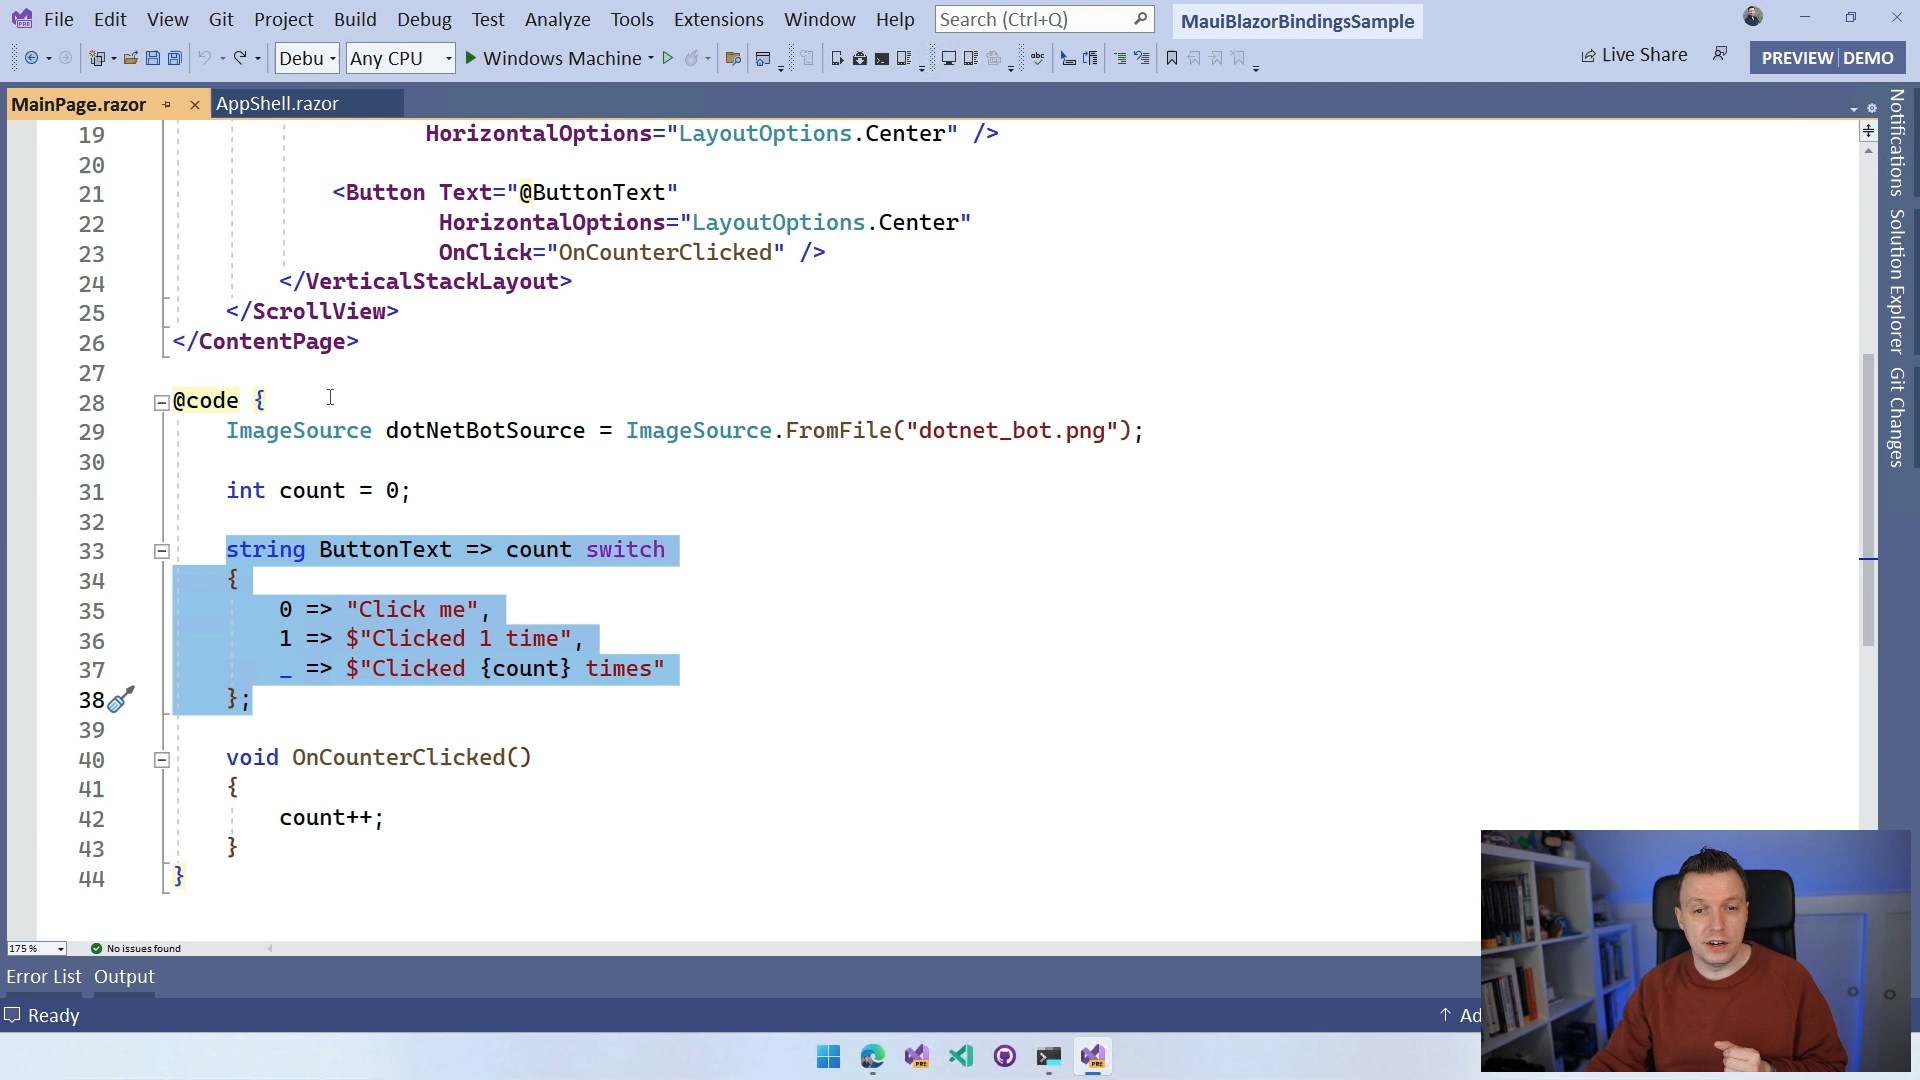 File Edit View Git Project Build Debug Test Analyze Tools Extensions Window Help Search (Ctrl+Q) MauiBlazorBindingsSample
Debu Any CPU Windows Machine Live Share PREVIEW DEMO
MainPage.razor AppShell.razor
19 HorizontalOptions="LayoutOptions.Center" />
20
21 <Button Text="@ButtonText"
22 HorizontalOptions="LayoutOptions.Center"
23 OnClick="OnCounterClicked" />
24 </VerticalStackLayout>
25 </ScrollView>
26 </ContentPage>
27
28 @code {
29 ImageSource dotNetBotSource = ImageSource.FromFile("dotnet_bot.png");
30
31 int count = 0;
32
33 string ButtonText => count switch
34 {
35 0 => "Click me",
36 1 => $"Clicked 1 time",
37 _ => $"Clicked {count} times"
38 };
39
40 void OnCounterClicked()
41 {
42 count++;
43 }
44 }
Notifications
Solution Explorer
Git Changes
175 % No issues found
Error List Output
Ready Ad
PRE PRE